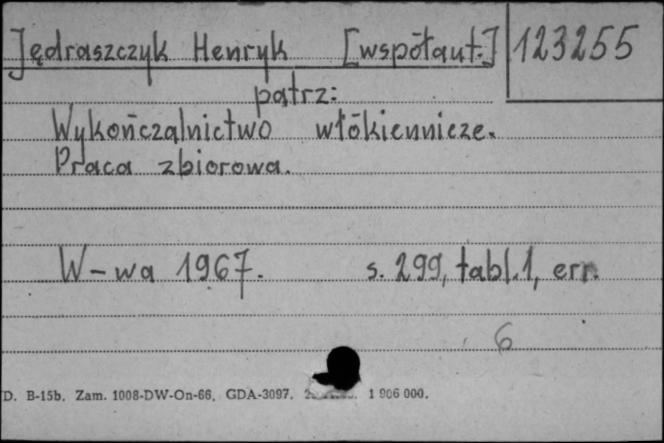 Jędraszczyk Henryk [współaut.] 123255
patrz:
Wykończalnictwo włókiennicze.
Praca zbiorowa.
W-wa 1967. s. 299, tabl. 1, err.
6
D. B-15b. Zam. 1008-DW-On-66. GDA-3097. 1 906 000.